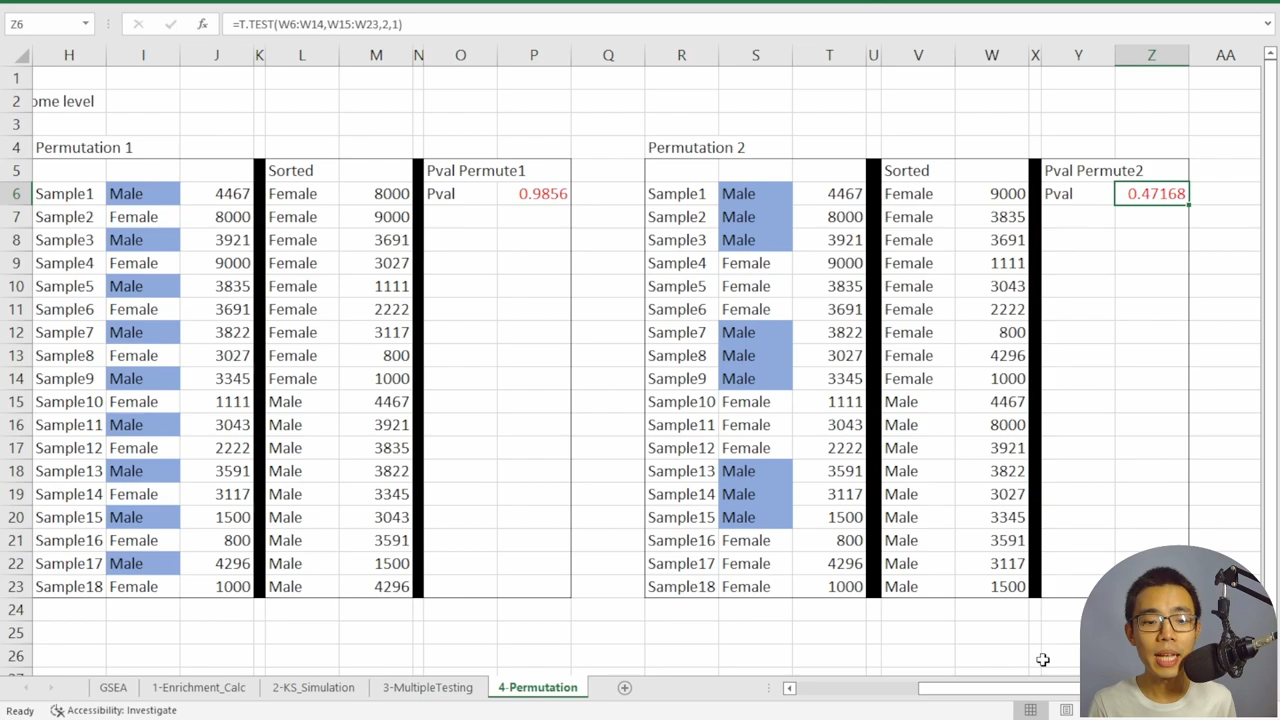 Z6 fx =T.TEST(W6:W14,W15:W23,2,1)
H I J K L M N O P Q R S T U V W X Y Z AA
1
2 ome level
3
4 Permutation 1 Permutation 2
5 Sorted Pval Permute1 Sorted Pval Permute2
6 Sample1 Male 4467 Female 8000 Pval 0.9856 Sample1 Male 4467 Female 9000 Pval 0.47168
7 Sample2 Female 8000 Female 9000 Sample2 Male 8000 Female 3835
8 Sample3 Male 3921 Female 3691 Sample3 Male 3921 Female 3691
9 Sample4 Female 9000 Female 3027 Sample4 Female 9000 Female 1111
10 Sample5 Male 3835 Female 1111 Sample5 Female 3835 Female 3043
11 Sample6 Female 3691 Female 2222 Sample6 Female 3691 Female 2222
12 Sample7 Male 3822 Female 3117 Sample7 Male 3822 Female 800
13 Sample8 Female 3027 Female 800 Sample8 Male 3027 Female 4296
14 Sample9 Male 3345 Female 1000 Sample9 Male 3345 Female 1000
15 Sample10 Female 1111 Male 4467 Sample10 Female 1111 Male 4467
16 Sample11 Male 3043 Male 3921 Sample11 Female 3043 Male 8000
17 Sample12 Female 2222 Male 3835 Sample12 Female 2222 Male 3921
18 Sample13 Male 3591 Male 3822 Sample13 Male 3591 Male 3822
19 Sample14 Female 3117 Male 3345 Sample14 Male 3117 Male 3027
20 Sample15 Male 1500 Male 3043 Sample15 Male 1500 Male 3345
21 Sample16 Female 800 Male 3591 Sample16 Female 800 Male 3591
22 Sample17 Male 4296 Male 1500 Sample17 Female 4296 Male 3117
23 Sample18 Female 1000 Male 4296 Sample18 Female 1000 Male 1500
24
25
26
GSEA 1-Enrichment_Calc 2-KS_Simulation 3-MultipleTesting 4-Permutation
Ready Accessibility: Investigate